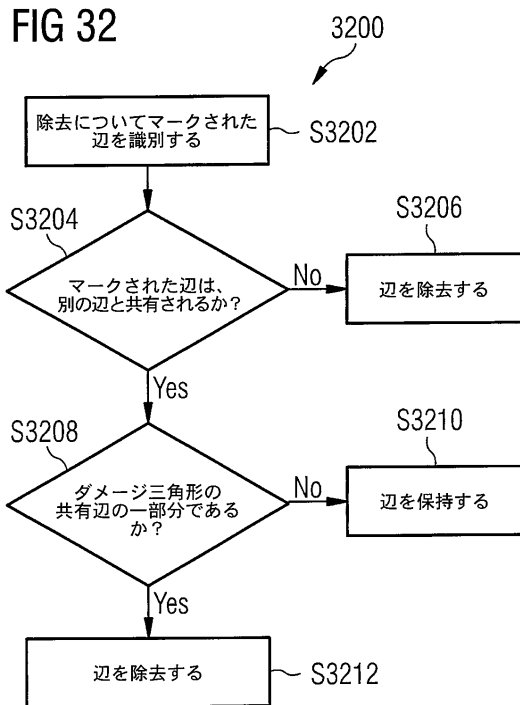 FIG 32
3200
除去についてマークされた
辺を識別する
S3202
S3204
マークされた辺は、
別の辺と共有されるか?
No
S3206
辺を除去する
Yes
S3208
ダメージ三角形の
共有辺の一部分である
か?
No
S3210
辺を保持する
Yes
辺を除去する
S3212